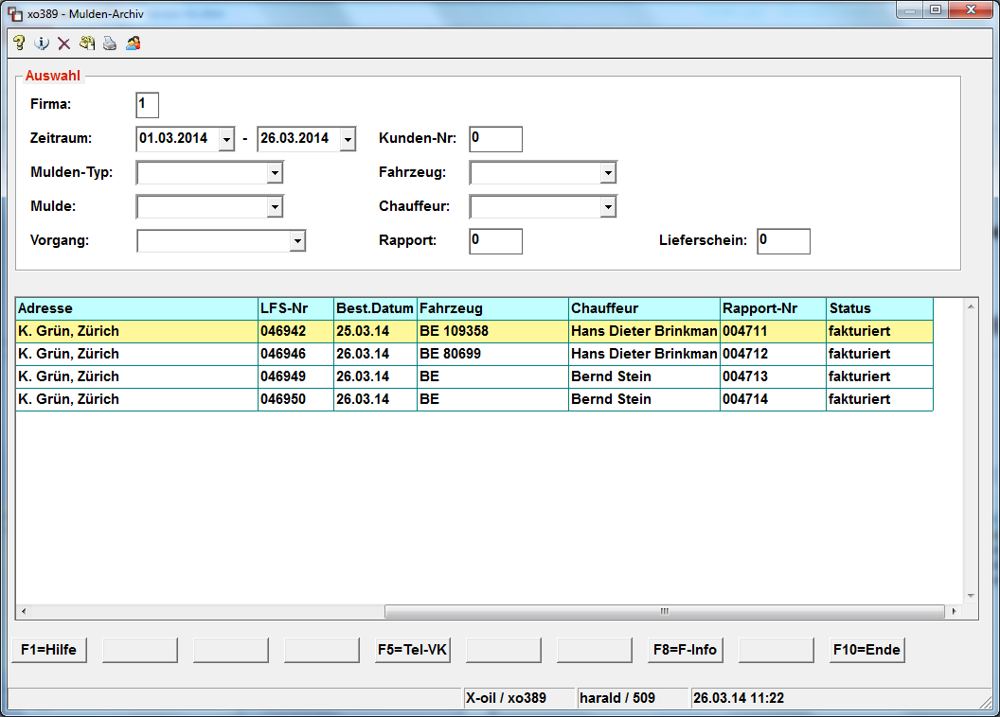 xo389 - Mulden-Archiv
Auswahl
Firma: 1
Zeitraum: 01.03.2014 - 26.03.2014 Kunden-Nr: 0
Mulden-Typ: Fahrzeug:
Mulde: Chauffeur:
Vorgang: Rapport: 0 Lieferschein: 0
Adresse LFS-Nr Best.Datum Fahrzeug Chauffeur Rapport-Nr Status
K. Grün, Zürich 046942 25.03.14 BE 109358 Hans Dieter Brinkman 004711 fakturiert
K. Grün, Zürich 046946 26.03.14 BE 80699 Hans Dieter Brinkman 004712 fakturiert
K. Grün, Zürich 046949 26.03.14 BE Bernd Stein 004713 fakturiert
K. Grün, Zürich 046950 26.03.14 BE Bernd Stein 004714 fakturiert
F1=Hilfe F5=Tel-VK F8=F-Info F10=Ende
X-oil / xo389 harald / 509 26.03.14 11:22